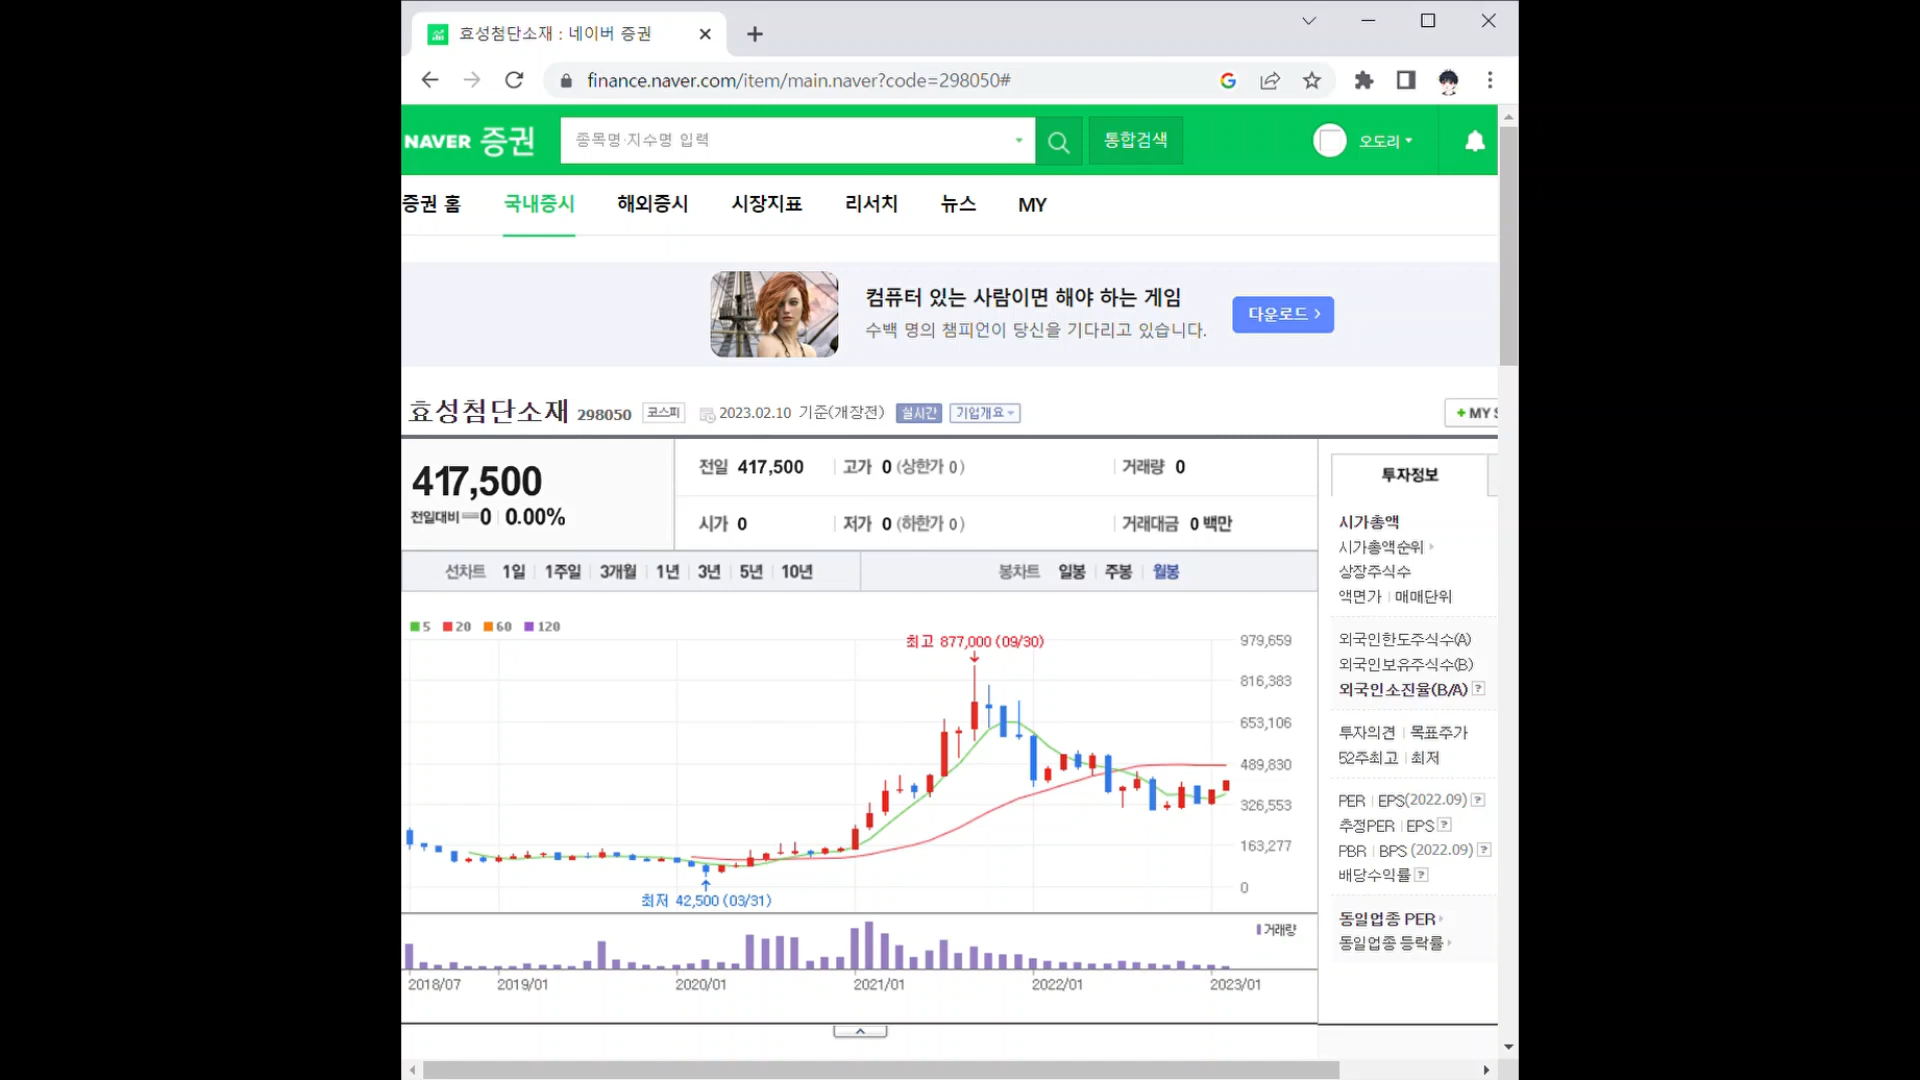 효성첨단소재 : 네이버 증권
finance.naver.com/item/main.naver?code=298050#
NAVER 증권
종목명·지수명 입력
통합검색
오도리
증권 홈 국내증시 해외증시 시장지표 리서치 뉴스 MY
컴퓨터 있는 사람이면 해야 하는 게임
수백 명의 챔피언이 당신을 기다리고 있습니다.
다운로드
효성첨단소재 298050 코스피 2023.02.10 기준(개장전) 실시간 기업개요
+ MY
417,500
전일대비 0 0.00%
전일 417,500 고가 0 (상한가 0) 거래량 0
시가 0 저가 0 (하한가 0) 거래대금 0 백만
선차트 1일 1주일 3개월 1년 3년 5년 10년 봉차트 일봉 주봉 월봉
5 20 60 120
최고 877,000 (09/30)
979,659
816,383
653,106
489,830
326,553
163,277
0
최저 42,500 (03/31)
거래량
2018/07 2019/01 2020/01 2021/01 2022/01 2023/01
투자정보
시가총액
시가총액순위
상장주식수
액면가 매매단위
외국인한도주식수(A)
외국인보유주식수(B)
외국인소진율(B/A) ?
투자의견 목표주가
52주최고 최저
PER EPS(2022.09) ?
추정PER EPS ?
PBR BPS (2022.09) ?
배당수익률 ?
동일업종 PER
동일업종 등락률